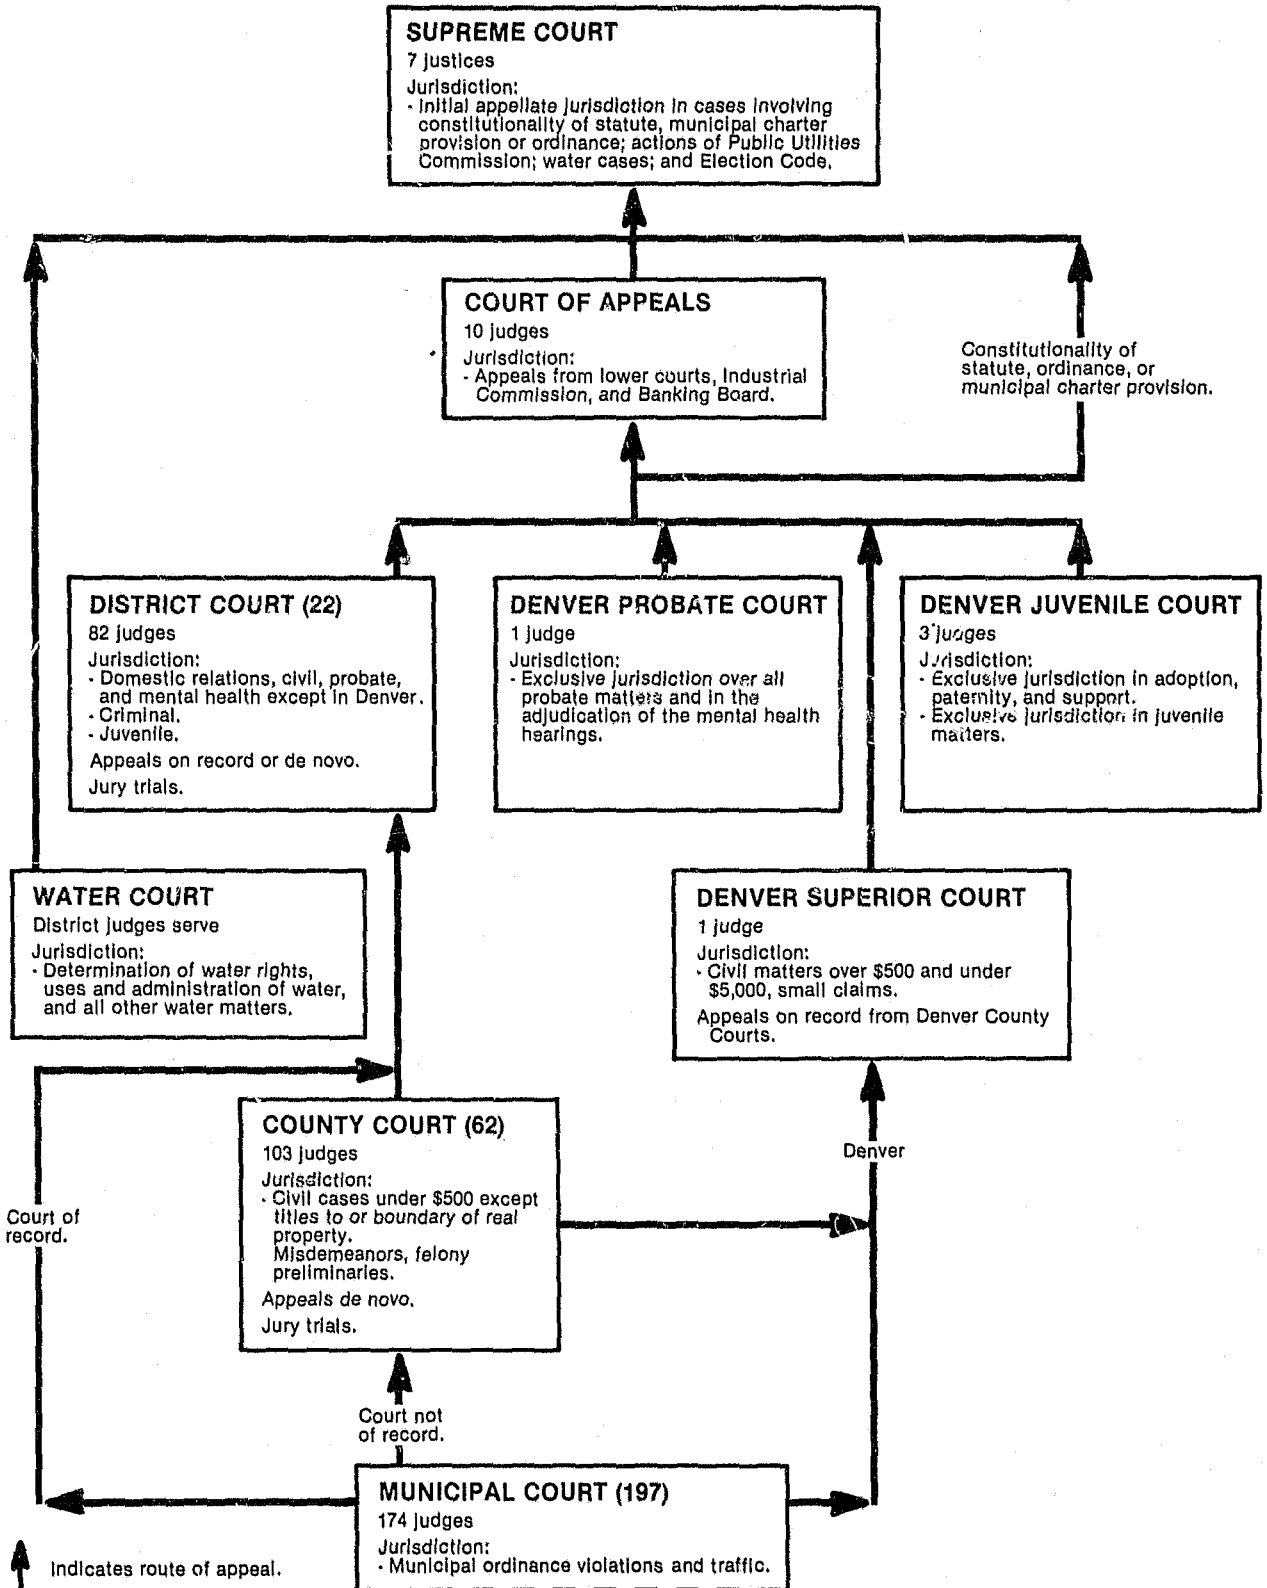 SUPREME COURT
7 justices
Jurisdiction:
- Initial appellate jurisdiction in cases involving
constitutionality of statute, municipal charter
provision or ordinance; actions of Public Utilities
Commission; water cases; and Election Code.
COURT OF APPEALS
10 judges
Jurisdiction:
- Appeals from lower courts, Industrial
Commission, and Banking Board.
Constitutionality of
statute, ordinance, or
municipal charter provision.
DISTRICT COURT (22)
82 judges
Jurisdiction:
- Domestic relations, civil, probate,
and mental health except in Denver.
- Criminal.
- Juvenile.
Appeals on record or de novo.
Jury trials.
DENVER PROBATE COURT
1 judge
Jurisdiction:
- Exclusive jurisdiction over all
probate matters and in the
adjudication of the mental health
hearings.
DENVER JUVENILE COURT
3 judges
Jurisdiction:
- Exclusive jurisdiction in adoption,
paternity, and support.
- Exclusive jurisdiction in juvenile
matters.
WATER COURT
District judges serve
Jurisdiction:
- Determination of water rights,
uses and administration of water,
and all other water matters.
DENVER SUPERIOR COURT
1 judge
Jurisdiction:
- Civil matters over $500 and under
$5,000, small claims.
Appeals on record from Denver County
Courts.
COUNTY COURT (62)
103 judges
Jurisdiction:
- Civil cases under $500 except
titles to or boundary of real
property.
Misdemeanors, felony
preliminaries.
Appeals de novo.
Jury trials.
Denver
Court of
record.
Court not
of record.
MUNICIPAL COURT (197)
174 judges
Jurisdiction:
- Municipal ordinance violations and traffic.
Indicates route of appeal.